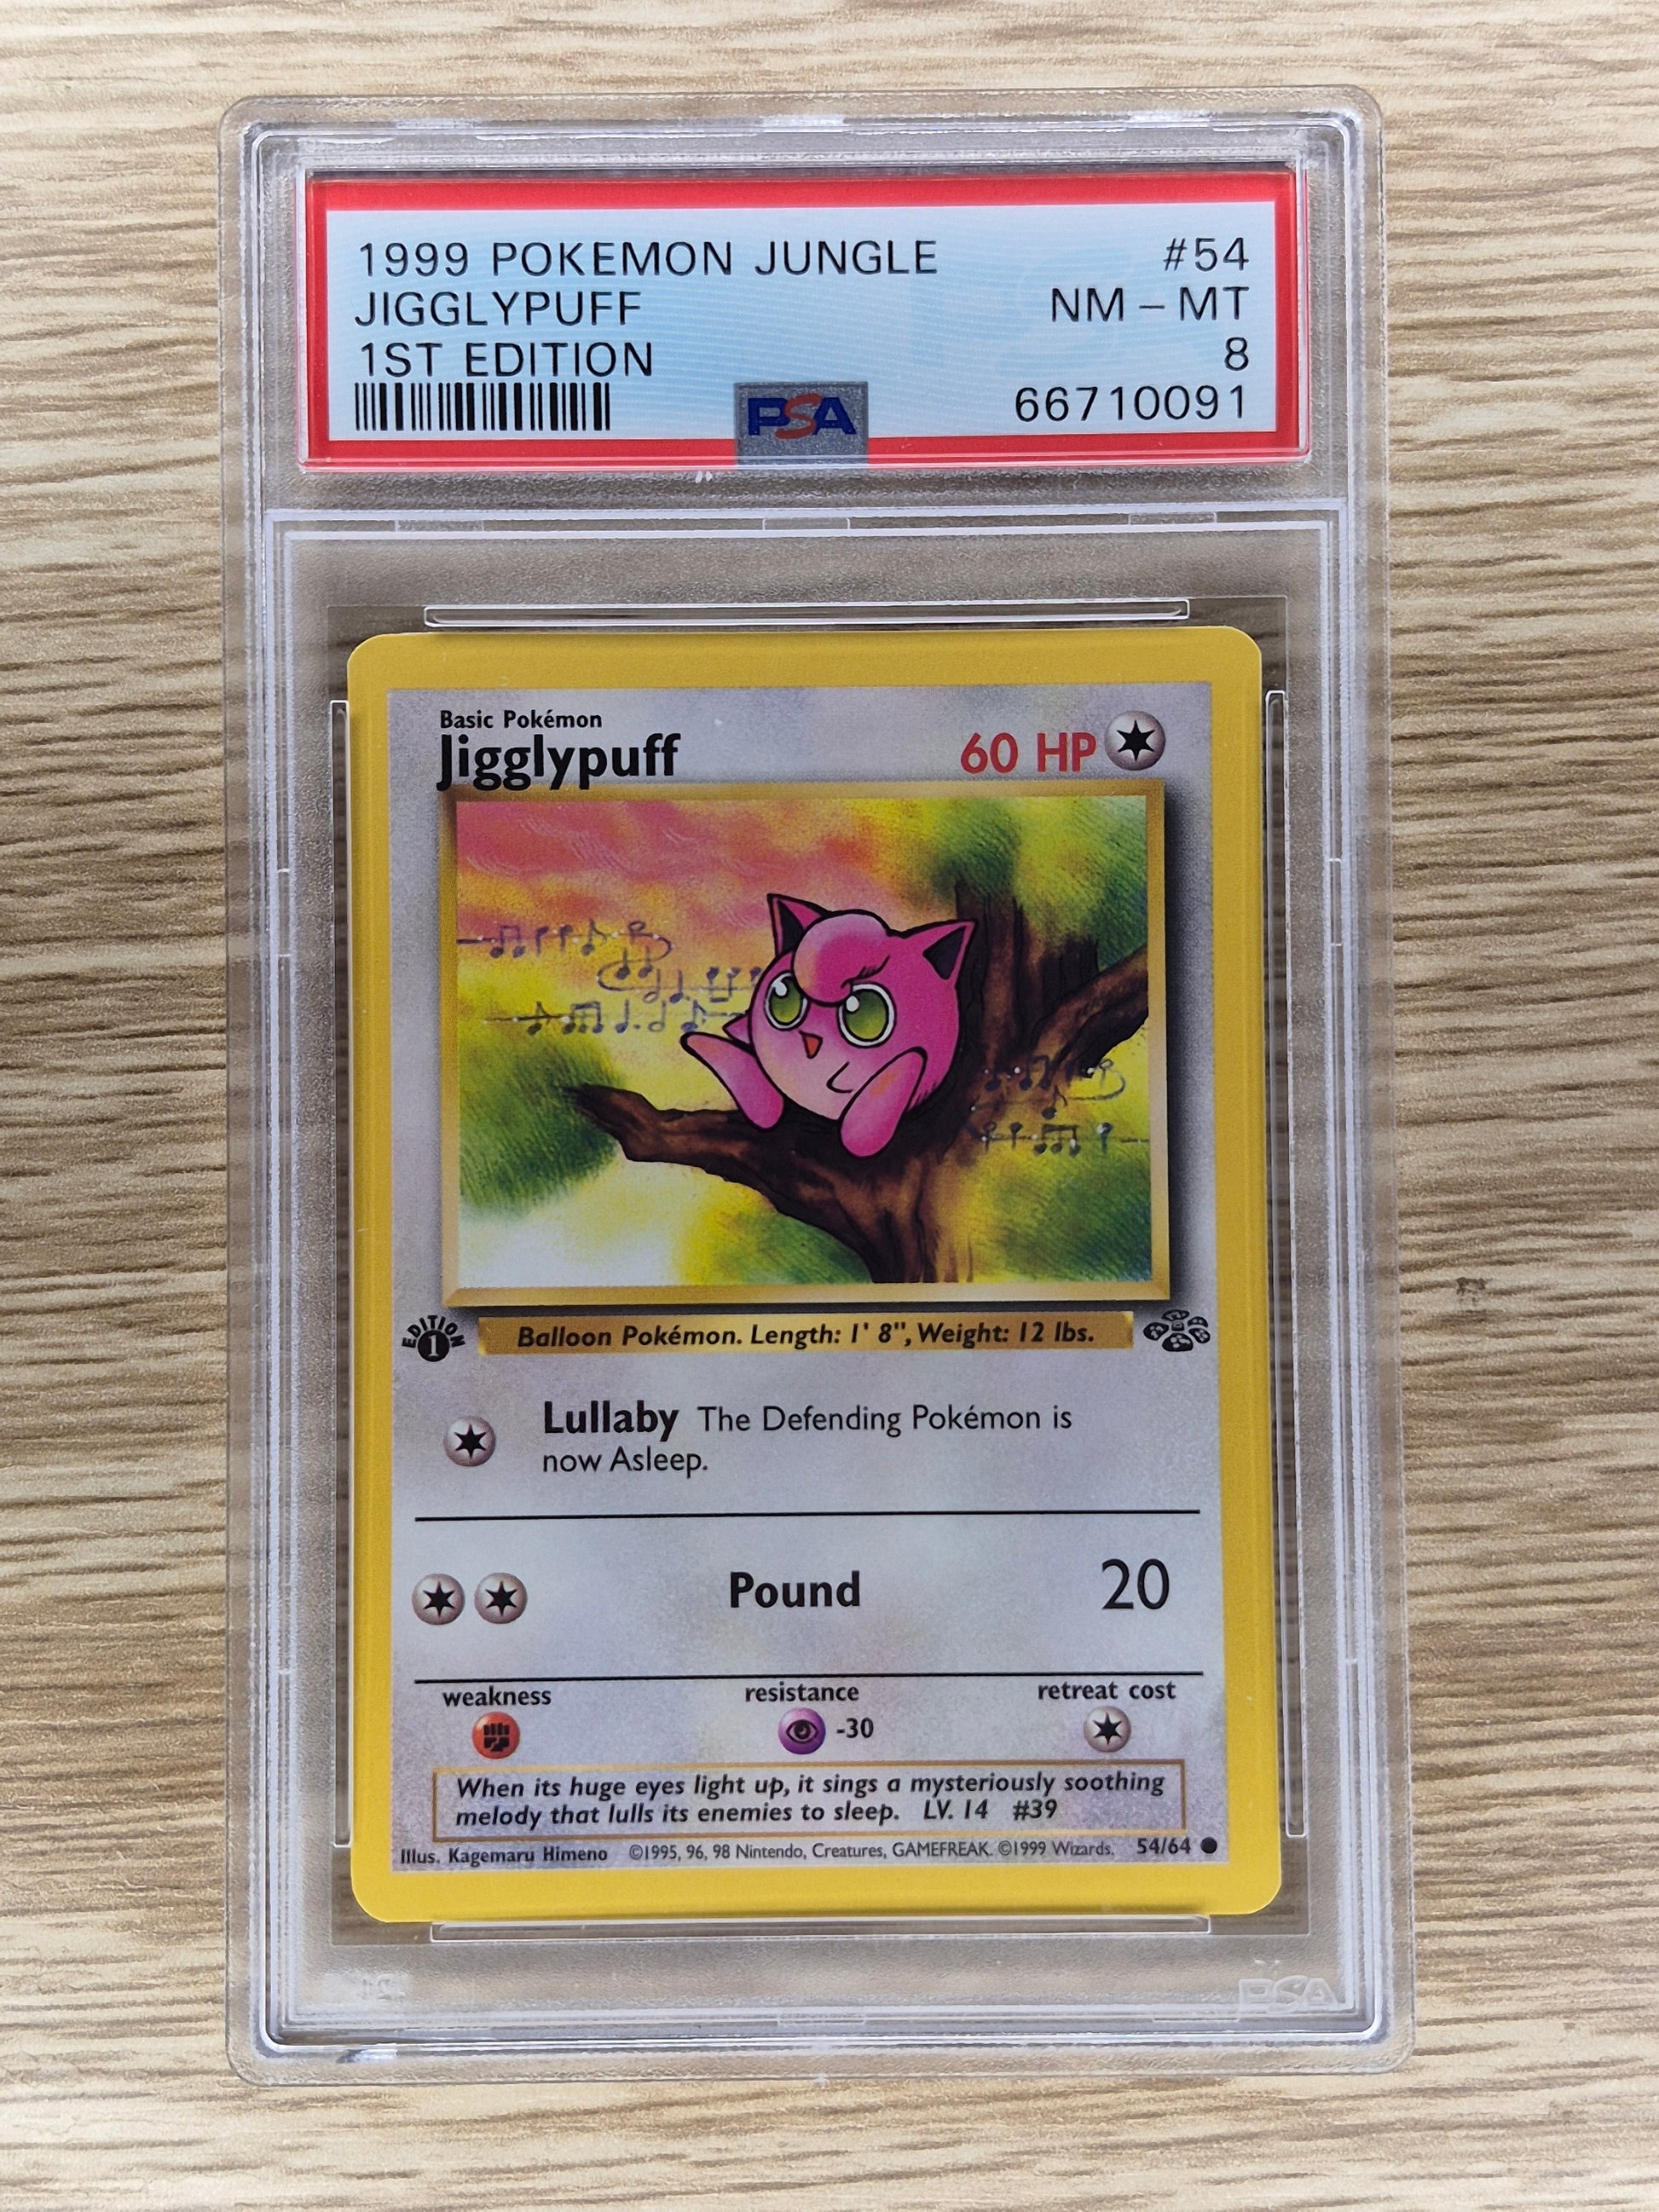 1999 POKEMON JUNGLE #54
JIGGLYPUFF NM - MT
1ST EDITION 8
PSA 66710091
Basic Pokémon
Jigglypuff 60 HP
EDITION 1
Balloon Pokémon. Length: 1' 8", Weight: 12 lbs.
Lullaby The Defending Pokémon is
now Asleep.
Pound 20
weakness resistance retreat cost
-30
When its huge eyes light up, it sings a mysteriously soothing
melody that lulls its enemies to sleep. LV. 14 #39
Illus. Kagemaru Himeno ©1995, 96, 98 Nintendo, Creatures, GAMEFREAK. ©1999 Wizards. 54/64
PSA